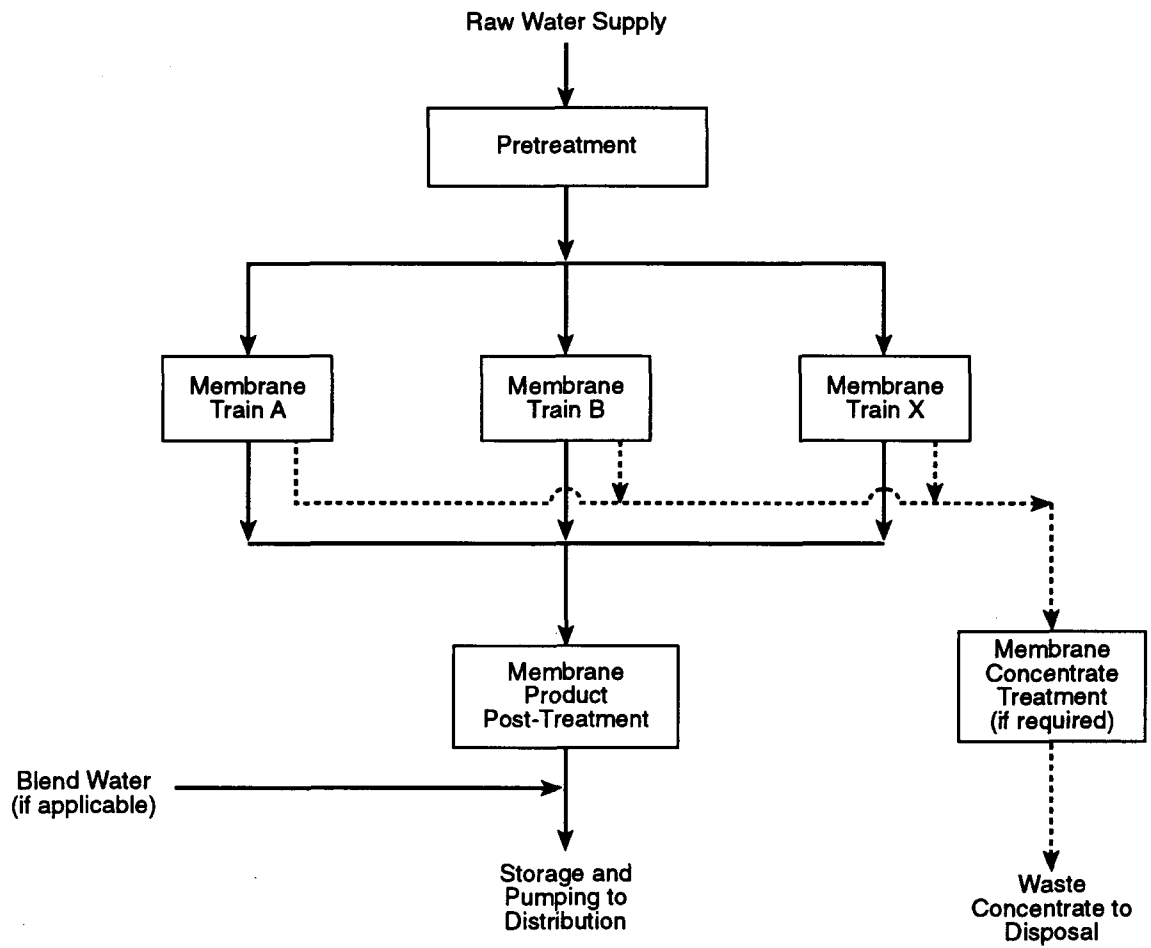 Raw Water Supply
Pretreatment
Membrane
Train A
Membrane
Train B
Membrane
Train X
Membrane
Product
Post-Treatment
Membrane
Concentrate
Treatment
(if required)
Blend Water
(if applicable)
Storage and
Pumping to
Distribution
Waste
Concentrate to
Disposal